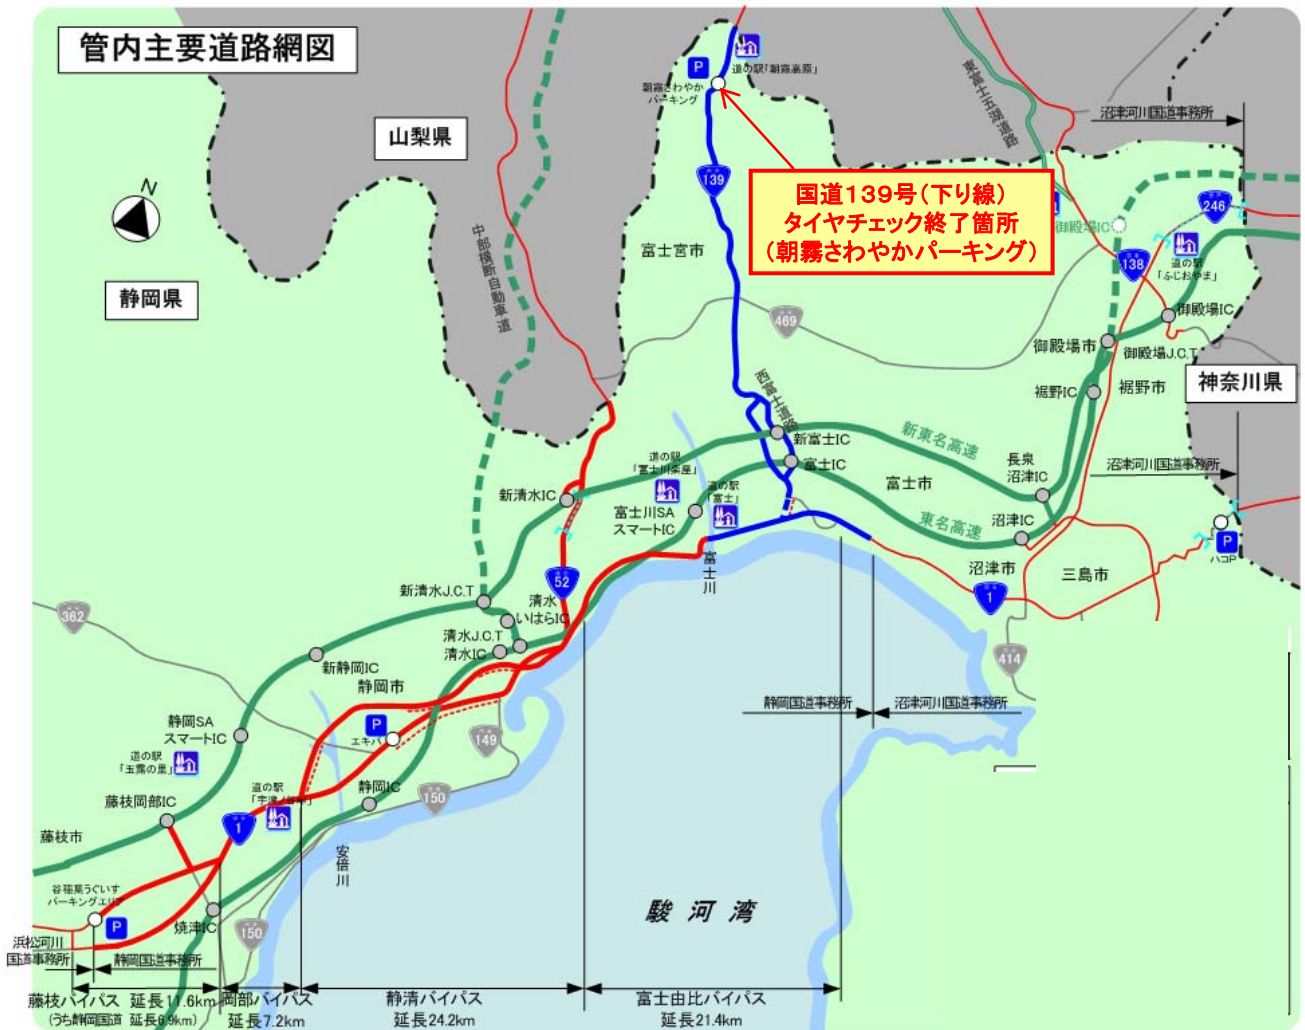 管内主要道路網図
山梨県
静岡県
神奈川県
N
P
朝霧さわやか
パーキング
道の駅「朝霧高原」
139
国道139号(下り線)
タイヤチェック終了箇所
(朝霧さわやかパーキング)
東富士五湖道路
沼津河川国道事務所
246
御殿場IC
138
道の駅
「ふじおやま」
御殿場IC
富士宮市
中部横断自動車道
469
御殿場市
御殿場J.C.T
裾野IC
裾野市
西富士道路
新富士IC
新東名高速
富士IC
道の駅
「富士川楽座」
道の駅
「富士」
富士市
長泉
沼津IC
沼津河川国道事務所
新清水IC
富士川SA
スマートIC
東名高速
沼津IC
P
ハコP
富士川
沼津市
三島市
1
52
新清水J.C.T
清水
いはらIC
清水J.C.T
清水IC
362
新静岡IC
静岡市
414
静岡国道事務所
沼津河川国道事務所
静岡SA
スマートIC
P
エキパ
149
道の駅
「玉露の里」
道の駅
「宇津ノ谷峠」
静岡IC
150
藤枝岡部IC
1
藤枝市
安倍川
谷稲葉うぐいす
パーキングエリア
P
焼津IC
150
駿河湾
浜松河川
国道事務所
静岡国道事務所
藤枝バイパス 延長11.6km
(うち静岡国道 延長6.9km)
岡部バイパス
延長7.2km
静清バイパス
延長24.2km
富士由比バイパス
延長21.4km